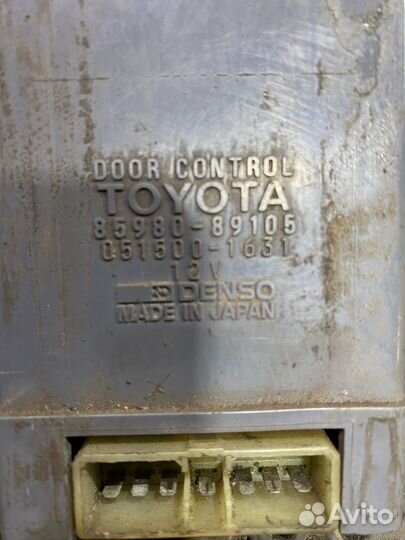 DOOR CONTROL
TOYOTA
85980-89105
051500-1631
12V
DENSO
MADE IN JAPAN
Avito